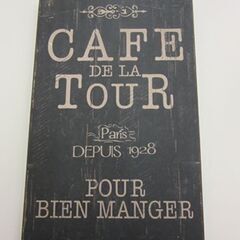 CAFE
DE LA
TOUR
Paris
DEPUIS 1928
POUR
BIEN MANGER